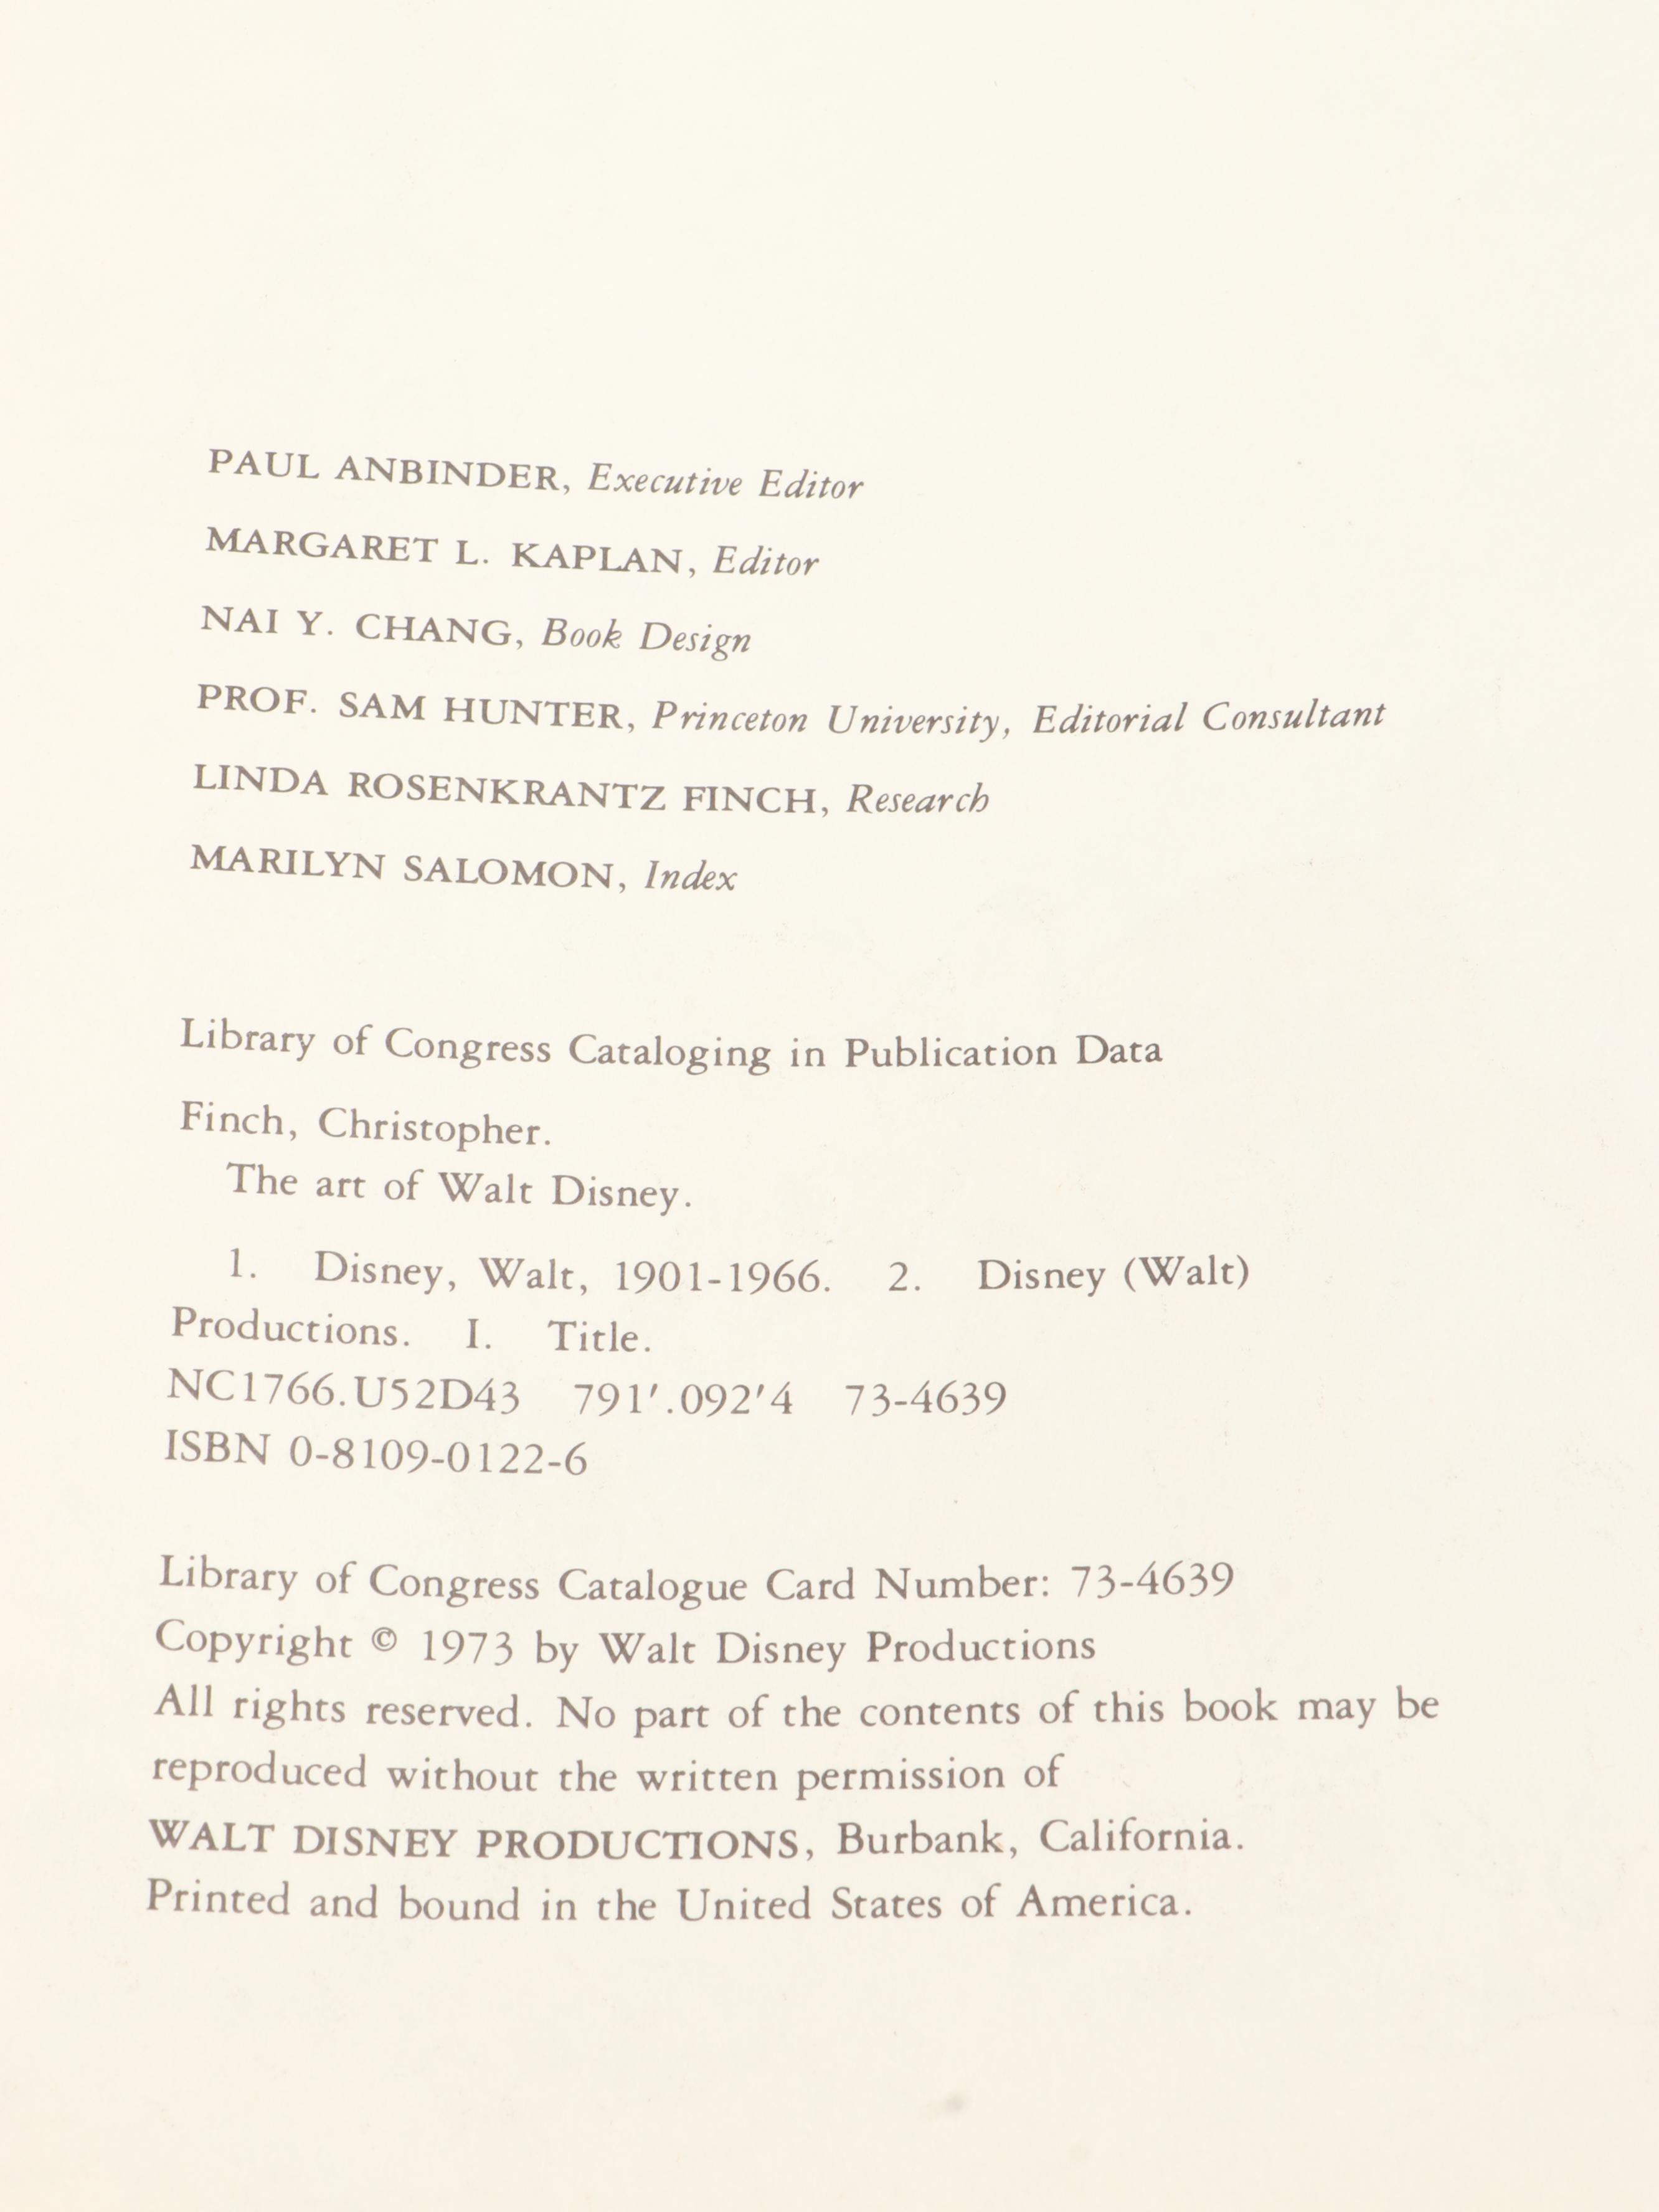 PAUL ANBINDER, Executive Editor
MARGARET L. KAPLAN, Editor
NAI Y. CHANG, Book Design
PROF. SAM HUNTER, Princeton University, Editorial Consultant
LINDA ROSENKRANTZ FINCH, Research
MARILYN SALOMON, Index
Library of Congress Cataloging in Publication Data
Finch, Christopher.
The art of Walt Disney.
1. Disney, Walt, 1901-1966. 2. Disney (Walt)
Productions. I. Title.
NC1766.U52D43 791′.092′4 73-4639
ISBN 0-8109-0122-6
Library of Congress Catalogue Card Number: 73-4639
Copyright © 1973 by Walt Disney Productions
All rights reserved. No part of the contents of this book may be
reproduced without the written permission of
WALT DISNEY PRODUCTIONS, Burbank, California.
Printed and bound in the United States of America.